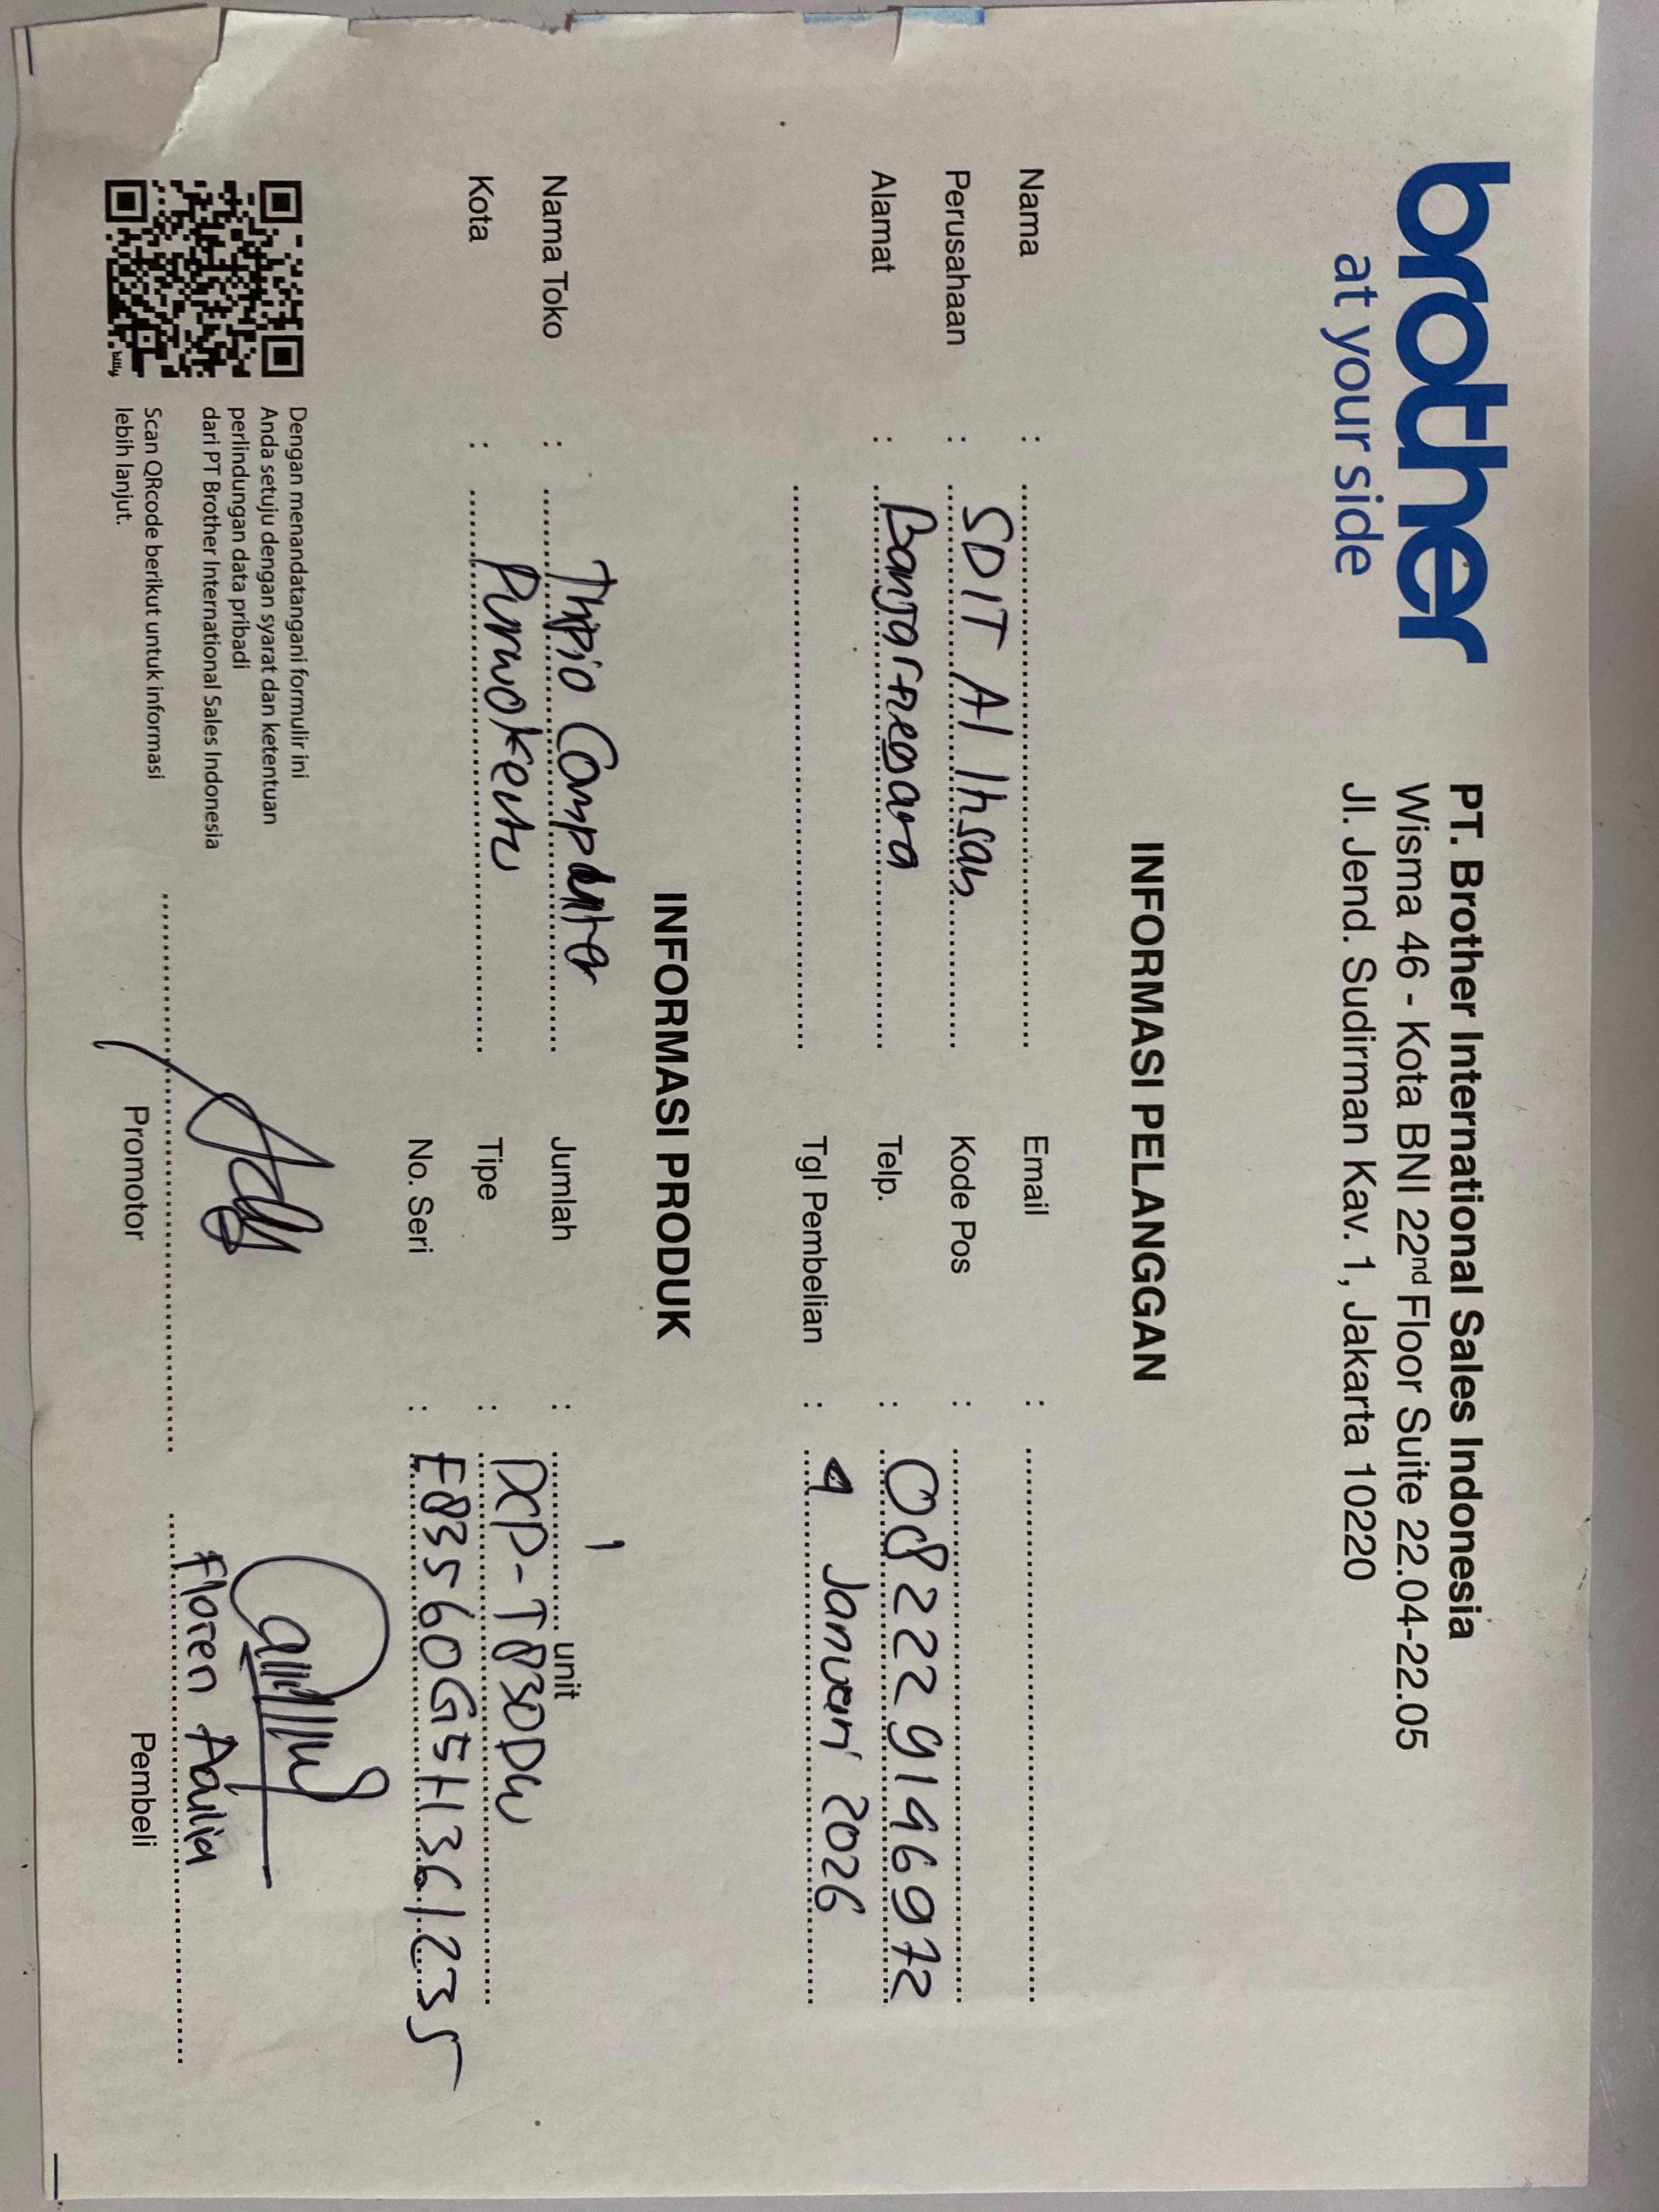 brother
at your side
PT. Brother International Sales Indonesia
Wisma 46 - Kota BNI 22nd Floor Suite 22.04-22.05
Jl. Jend. Sudirman Kav. 1, Jakarta 10220
INFORMASI PELANGGAN
Nama :
Email :
Perusahaan : SDIT Al Ihsan
Kode Pos :
Alamat : Banjarnegara
Telp. : 082229146972
Tgl Pembelian : 4 Januari 2026
INFORMASI PRODUK
Nama Toko : Thpio Computer
Jumlah : 1 unit
Kota : Purwokerto
Tipe : DCP-T830DW
No. Seri : E83560G5H361235
Dengan menandatangani formulir ini
Anda setuju dengan syarat dan ketentuan
perlindungan data pribadi
dari PT Brother International Sales Indonesia
Scan QRcode berikut untuk informasi
lebih lanjut.
Promotor
Floren Aulia
Pembeli